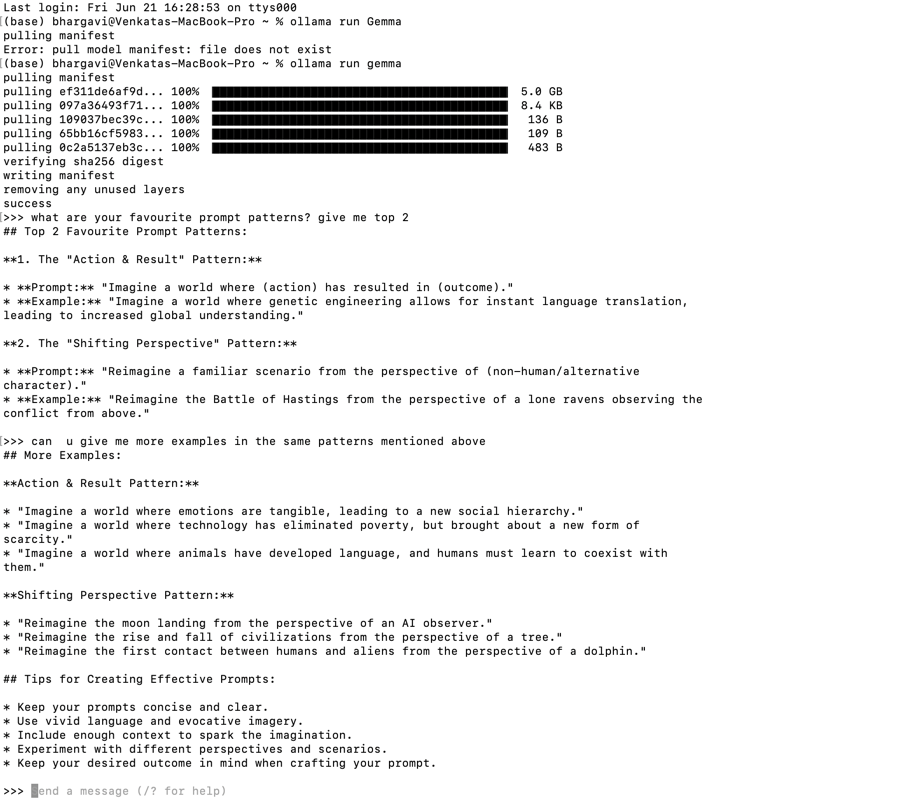 Last login: Fri Jun 21 16:28:53 on ttys000
[(base) bhargavi@Venkatas-MacBook-Pro ~ % ollama run Gemma
pulling manifest
Error: pull model manifest: file does not exist
[(base) bhargavi@Venkatas-MacBook-Pro ~ % ollama run gemma
pulling manifest
pulling ef311de6af9d... 100% 5.0 GB
pulling 097a36493f71... 100% 8.4 KB
pulling 109037bec39c... 100% 136 B
pulling 65bb16cf5983... 100% 109 B
pulling 0c2a5137eb3c... 100% 483 B
verifying sha256 digest
writing manifest
removing any unused layers
success
[>>> what are your favourite prompt patterns? give me top 2
## Top 2 Favourite Prompt Patterns:
**1. The "Action & Result" Pattern:**
* **Prompt:** "Imagine a world where (action) has resulted in (outcome)."
* **Example:** "Imagine a world where genetic engineering allows for instant language translation,
leading to increased global understanding."
**2. The "Shifting Perspective" Pattern:**
* **Prompt:** "Reimagine a familiar scenario from the perspective of (non-human/alternative
character)."
* **Example:** "Reimagine the Battle of Hastings from the perspective of a lone ravens observing the
conflict from above."
[>>> can  u give me more examples in the same patterns mentioned above
## More Examples:
**Action & Result Pattern:**
* "Imagine a world where emotions are tangible, leading to a new social hierarchy."
* "Imagine a world where technology has eliminated poverty, but brought about a new form of
scarcity."
* "Imagine a world where animals have developed language, and humans must learn to coexist with
them."
**Shifting Perspective Pattern:**
* "Reimagine the moon landing from the perspective of an AI observer."
* "Reimagine the rise and fall of civilizations from the perspective of a tree."
* "Reimagine the first contact between humans and aliens from the perspective of a dolphin."
## Tips for Creating Effective Prompts:
* Keep your prompts concise and clear.
* Use vivid language and evocative imagery.
* Include enough context to spark the imagination.
* Experiment with different perspectives and scenarios.
* Keep your desired outcome in mind when crafting your prompt.
>>> Send a message (/? for help)